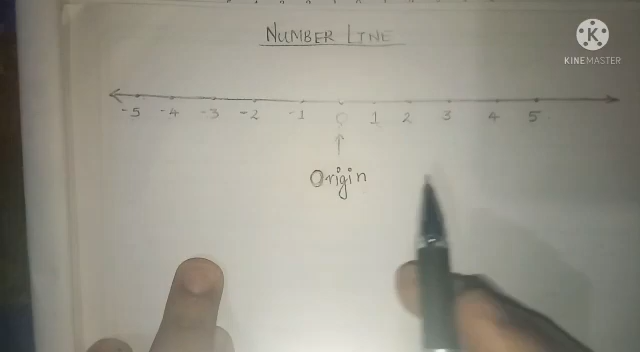 NUMBER LINE
K
KINEMASTER
-5 -4 -3 -2 -1 0 1 2 3 4 5
Origin